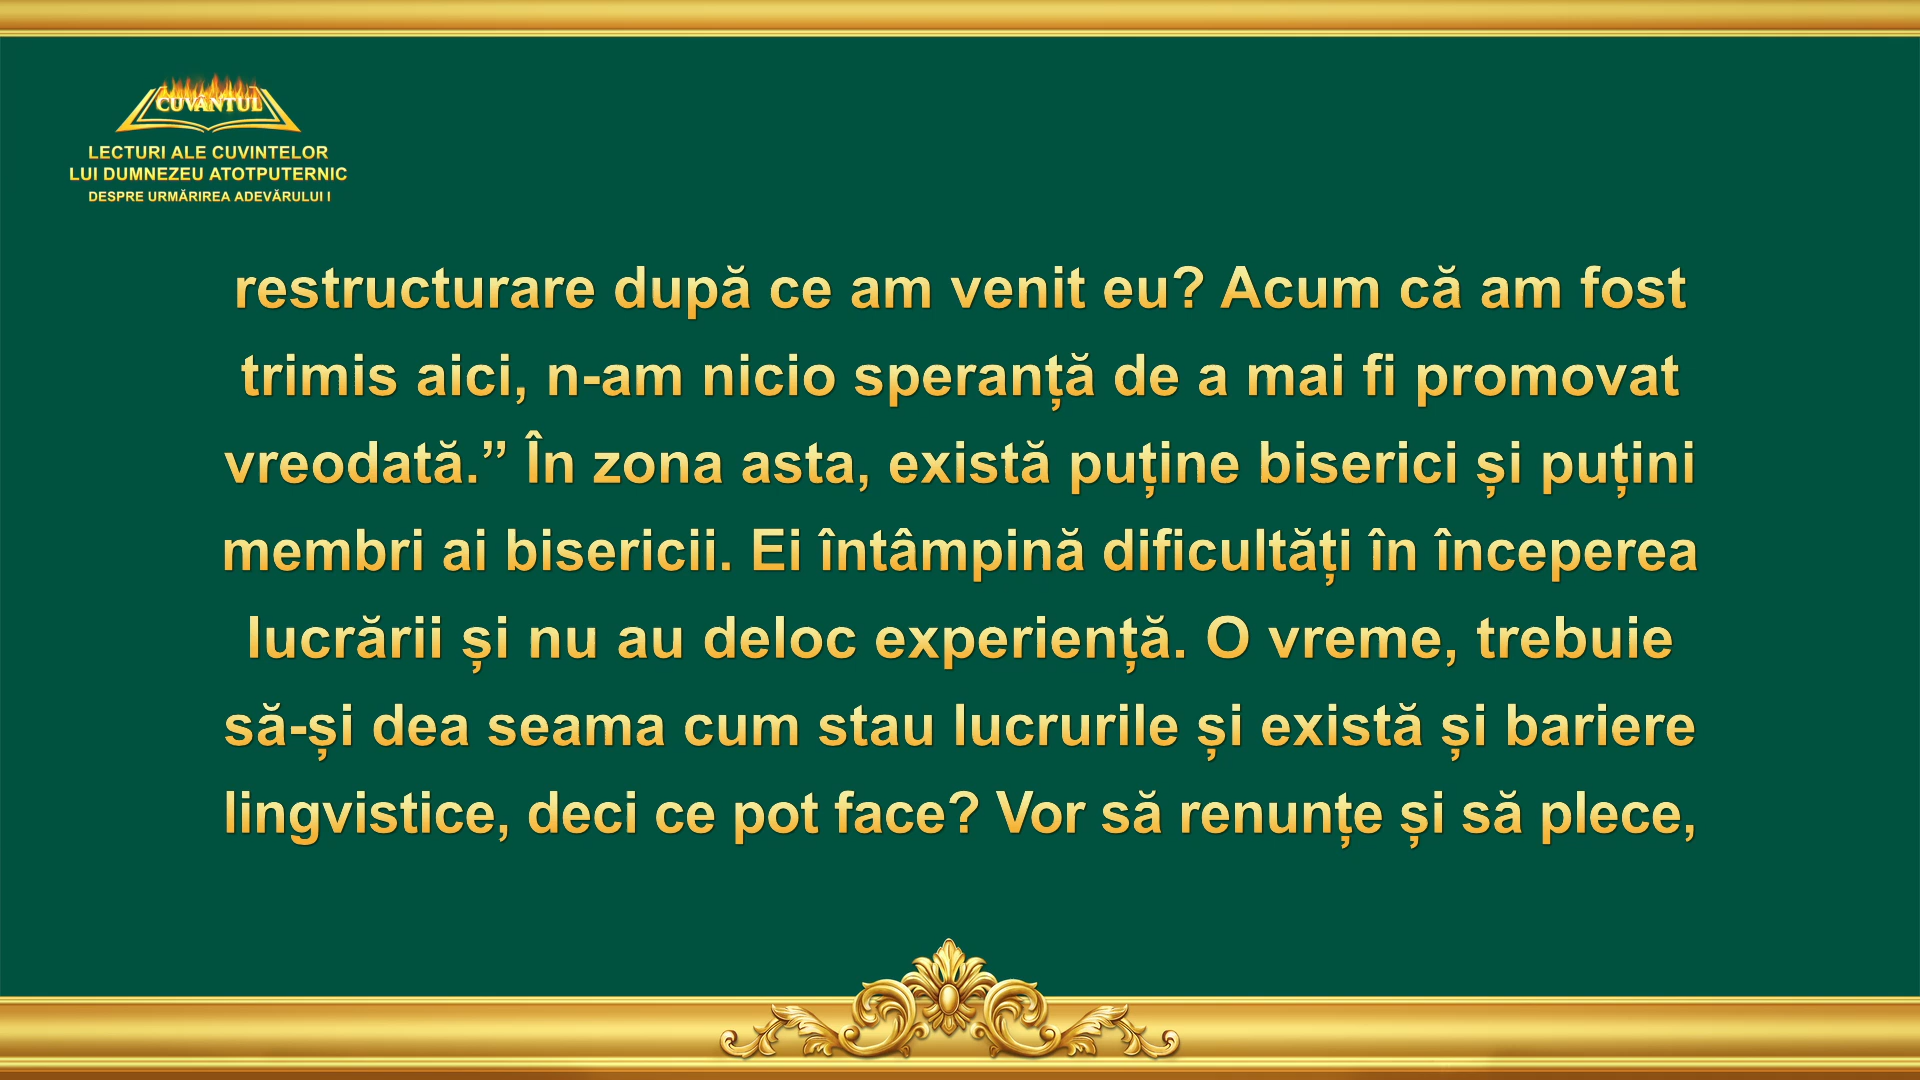 CUVÂNTUL
LECTURI ALE CUVINTELOR
LUI DUMNEZEU ATOTPUTERNIC
DESPRE URMĂRIREA ADEVĂRULUI I
restructurare după ce am venit eu? Acum că am fost
trimis aici, n-am nicio speranță de a mai fi promovat
vreodată.” În zona asta, există puține biserici și puțini
membri ai bisericii. Ei întâmpină dificultăți în începerea
lucrării și nu au deloc experiență. O vreme, trebuie
să-și dea seama cum stau lucrurile și există și bariere
lingvistice, deci ce pot face? Vor să renunțe și să plece,